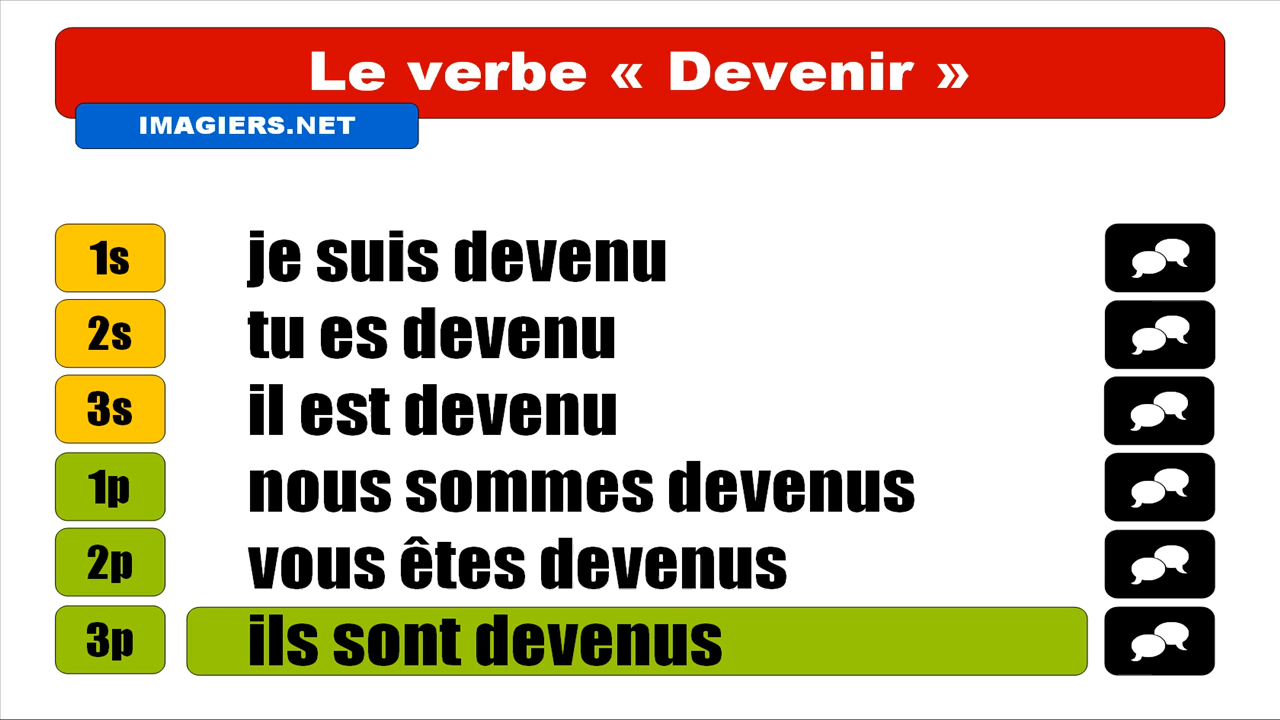 Le verbe « Devenir »
IMAGIERS.NET
1s je suis devenu
2s tu es devenu
3s il est devenu
1p nous sommes devenus
2p vous êtes devenus
3p ils sont devenus